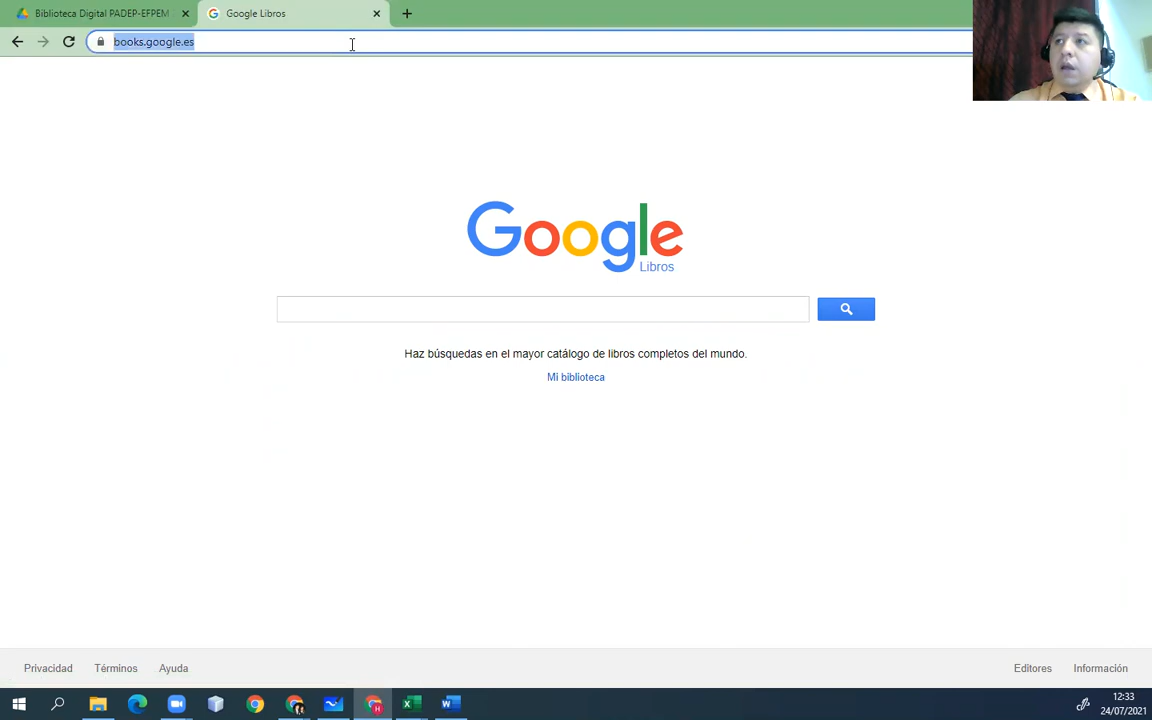 Biblioteca Digital PADEP-EFPEM
Google Libros
books.google.es
Google
Libros
Haz búsquedas en el mayor catálogo de libros completos del mundo.
Mi biblioteca
Privacidad Términos Ayuda Editores Información
12:33
24/07/2021